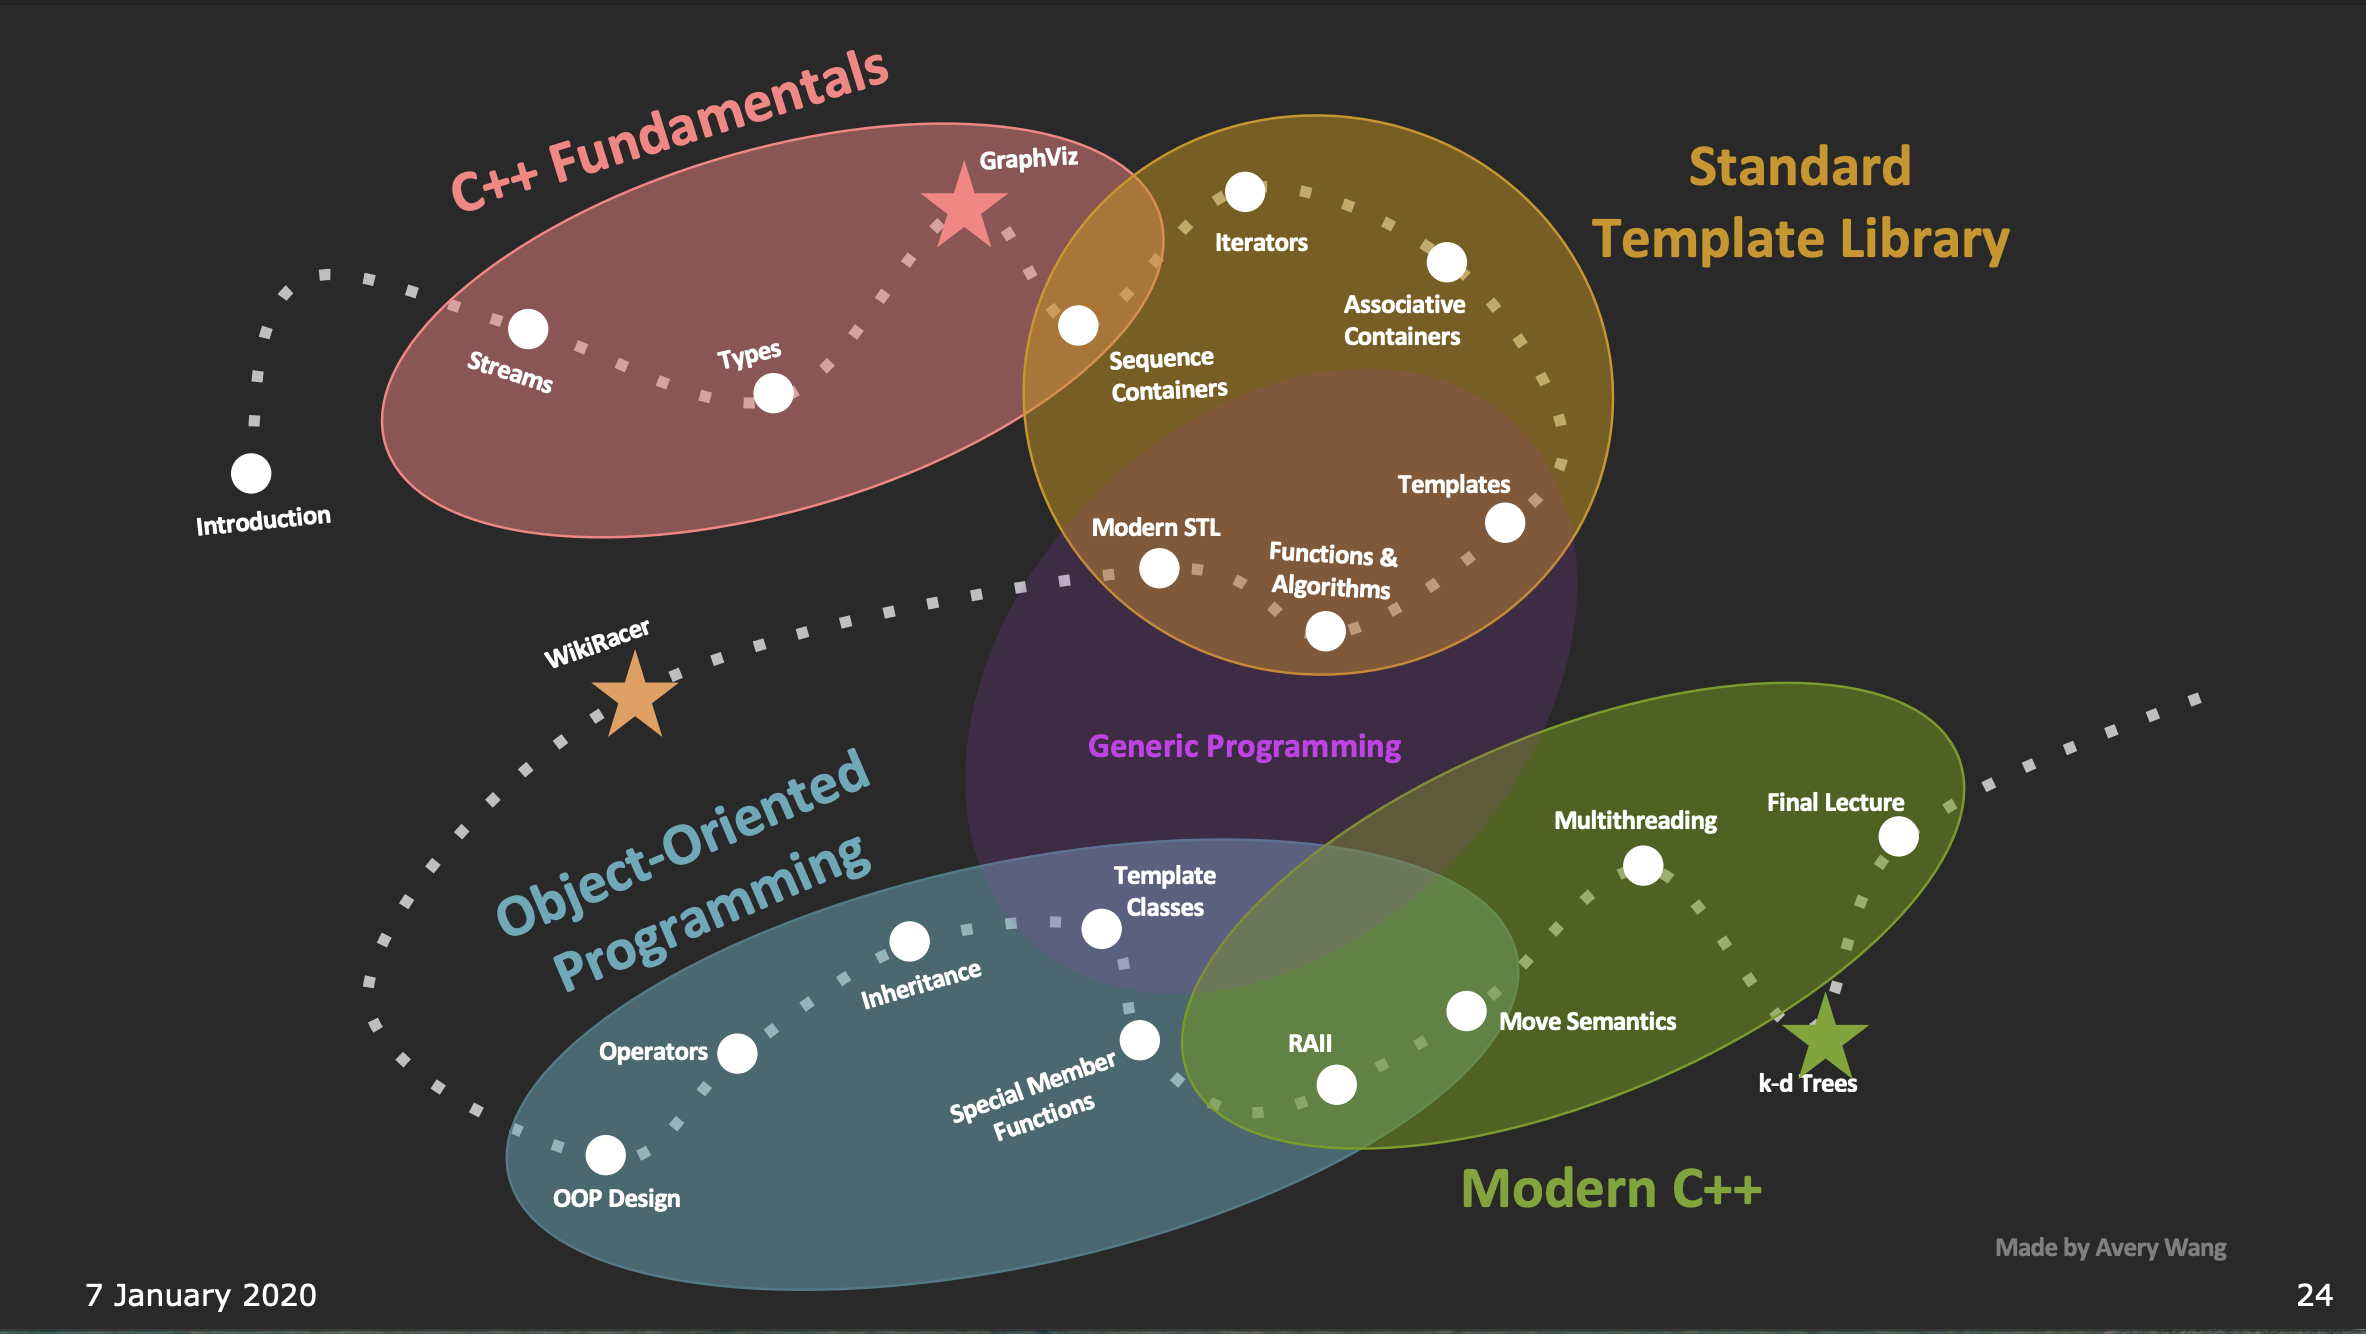 C++ Fundamentals
GraphViz
Standard
Template Library
Iterators
Associative
Containers
Sequence
Containers
Types
Streams
Introduction
Templates
Modern STL
Functions &
Algorithms
WikiRacer
Generic Programming
Object-Oriented
Programming
Multithreading
Final Lecture
Template
Classes
Inheritance
Operators
Special Member
Functions
RAII
Move Semantics
k-d Trees
OOP Design
Modern C++
Made by Avery Wang
7 January 2020
24